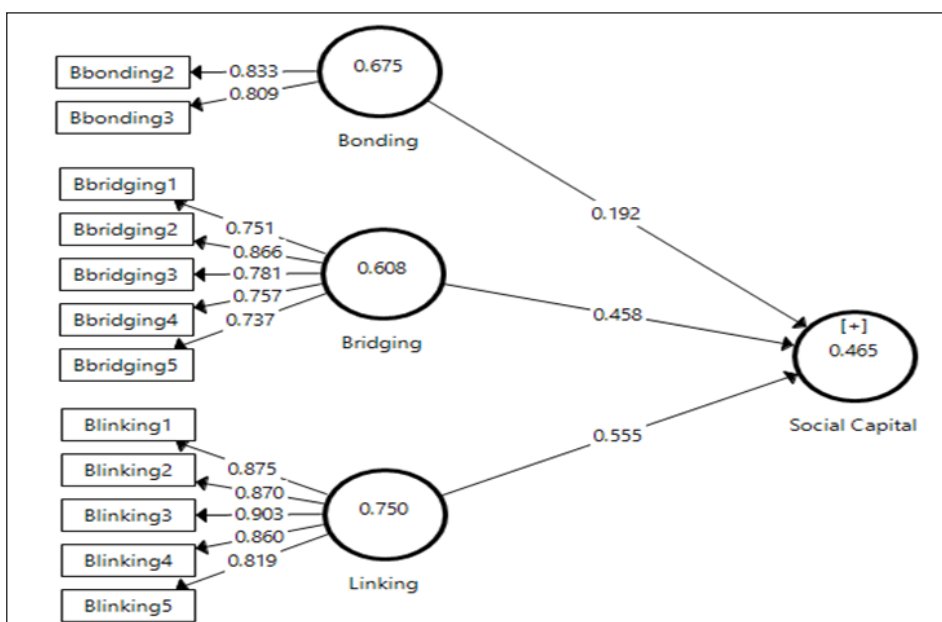 Bbonding2
Bbonding3
0.833
0.809
0.675
Bonding
0.192
Bbridging1
Bbridging2
Bbridging3
Bbridging4
Bbridging5
0.751
0.866
0.781
0.757
0.737
0.608
Bridging
0.458
Blinking1
Blinking2
Blinking3
Blinking4
Blinking5
0.875
0.870
0.903
0.860
0.819
0.750
Linking
0.555
[+]
0.465
Social Capital